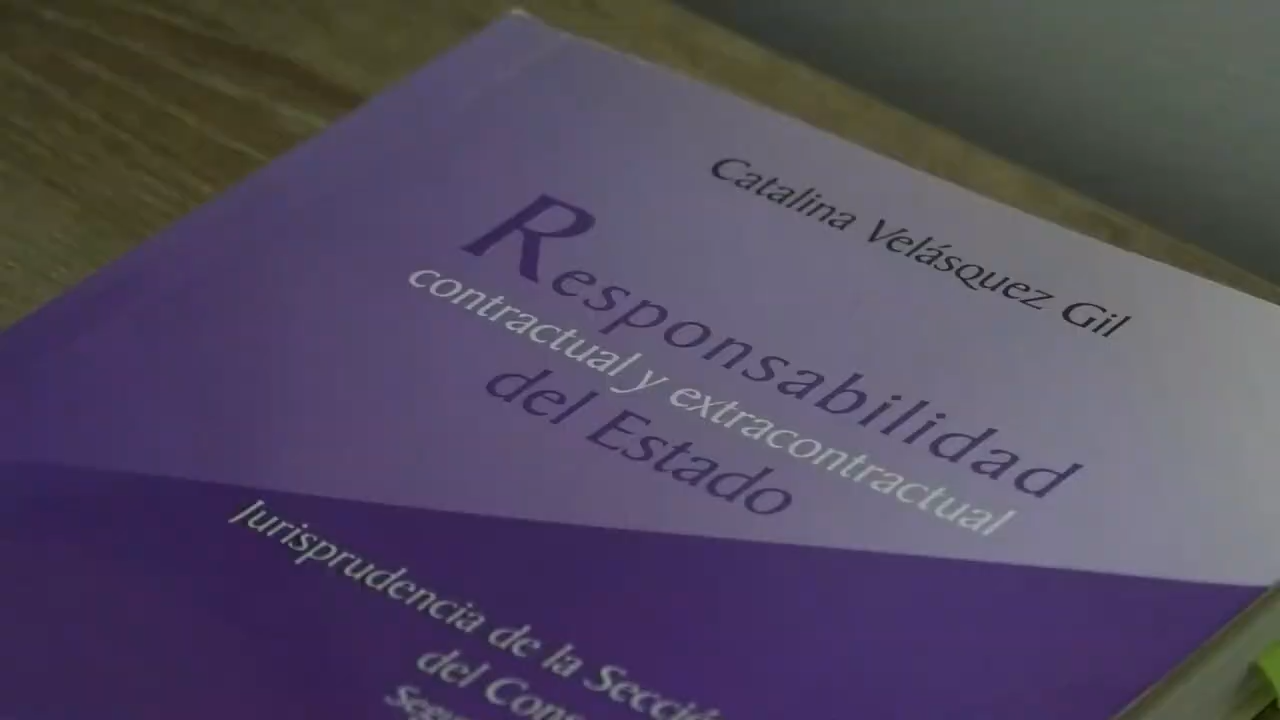 Catalina Velásquez Gil
Responsabilidad
contractual y extracontractual
del Estado
Jurisprudencia de la
del